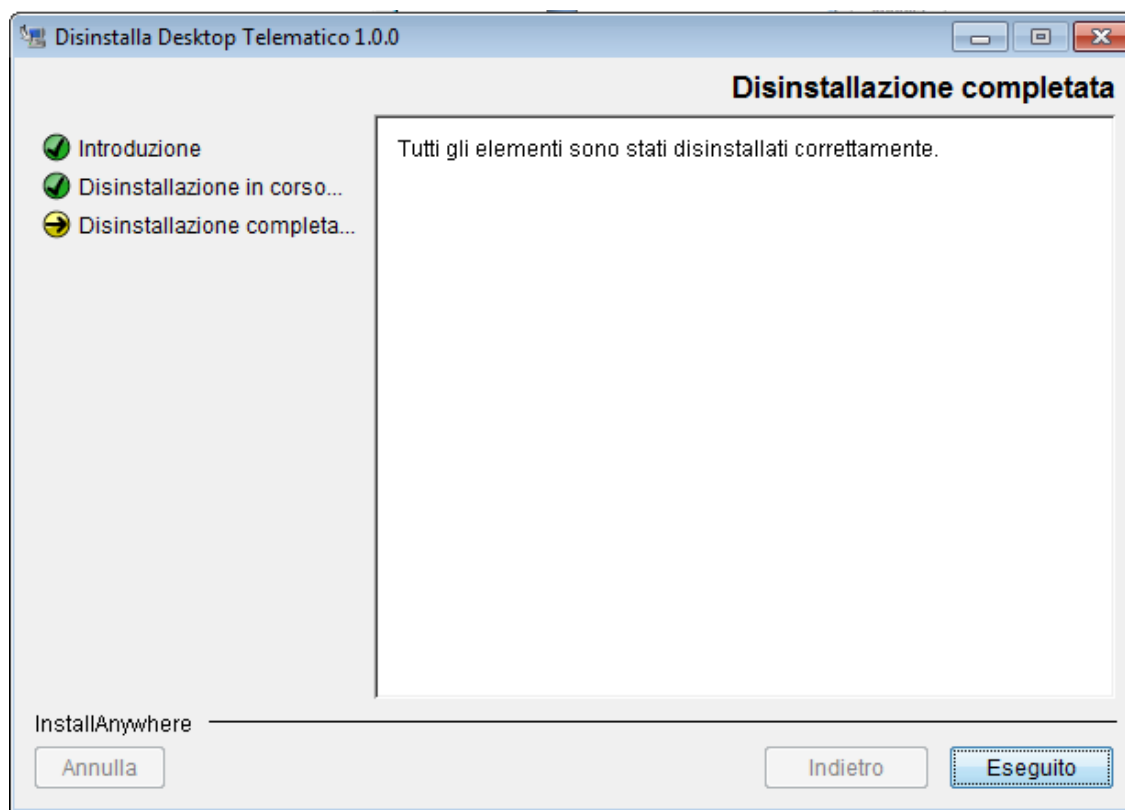 Disinstalla Desktop Telematico 1.0.0
Disinstallazione completata
Introduzione
Disinstallazione in corso...
Disinstallazione completa...
Tutti gli elementi sono stati disinstallati correttamente.
InstallAnywhere
Annulla
Indietro
Eseguito